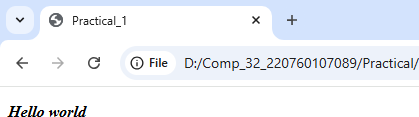 Practical_1
File D:/Comp_32_220760107089/Practical/
Hello world